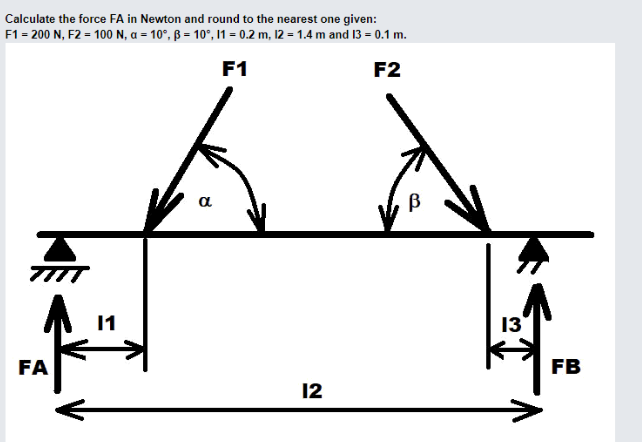 Calculate the force FA in Newton and round to the nearest one given:
F1 = 200 N, F2 = 100 N, α = 10°, β = 10°, l1 = 0.2 m, l2 = 1.4 m and l3 = 0.1 m.
F1 F2
α β
l1 l3
FA FB
l2